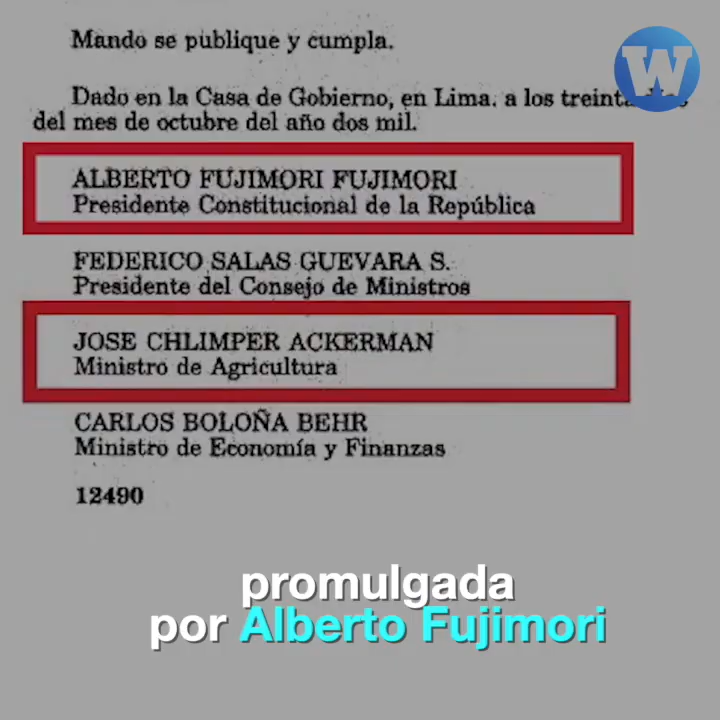 Mando se publique y cumpla.
W
Dado en la Casa de Gobierno, en Lima, a los
del mes de octubre del año dos mil.
ALBERTO FUJIMORI FUJIMORI
Presidente Constitucional de la República
FEDERICO SALAS GUEVARA S.
Presidente del Consejo de Ministros
JOSE CHLIMPER ACKERMAN
Ministro de Agricultura
CARLOS BOLOÑA BEHR
Ministro de Economía y Finanzas
12490
promulgada
por Alberto Fujimori